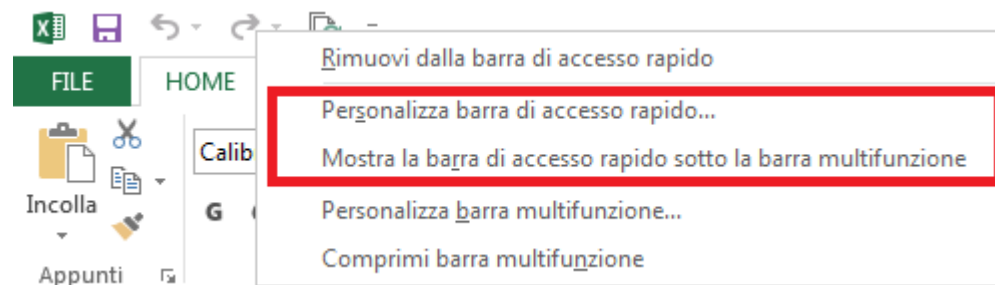 Rimuovi dalla barra di accesso rapido
FILE
HOME
Personalizza barra di accesso rapido...
Calib
Mostra la barra di accesso rapido sotto la barra multifunzione
Incolla
G
Personalizza barra multifunzione...
Appunti
Comprimi barra multifunzione